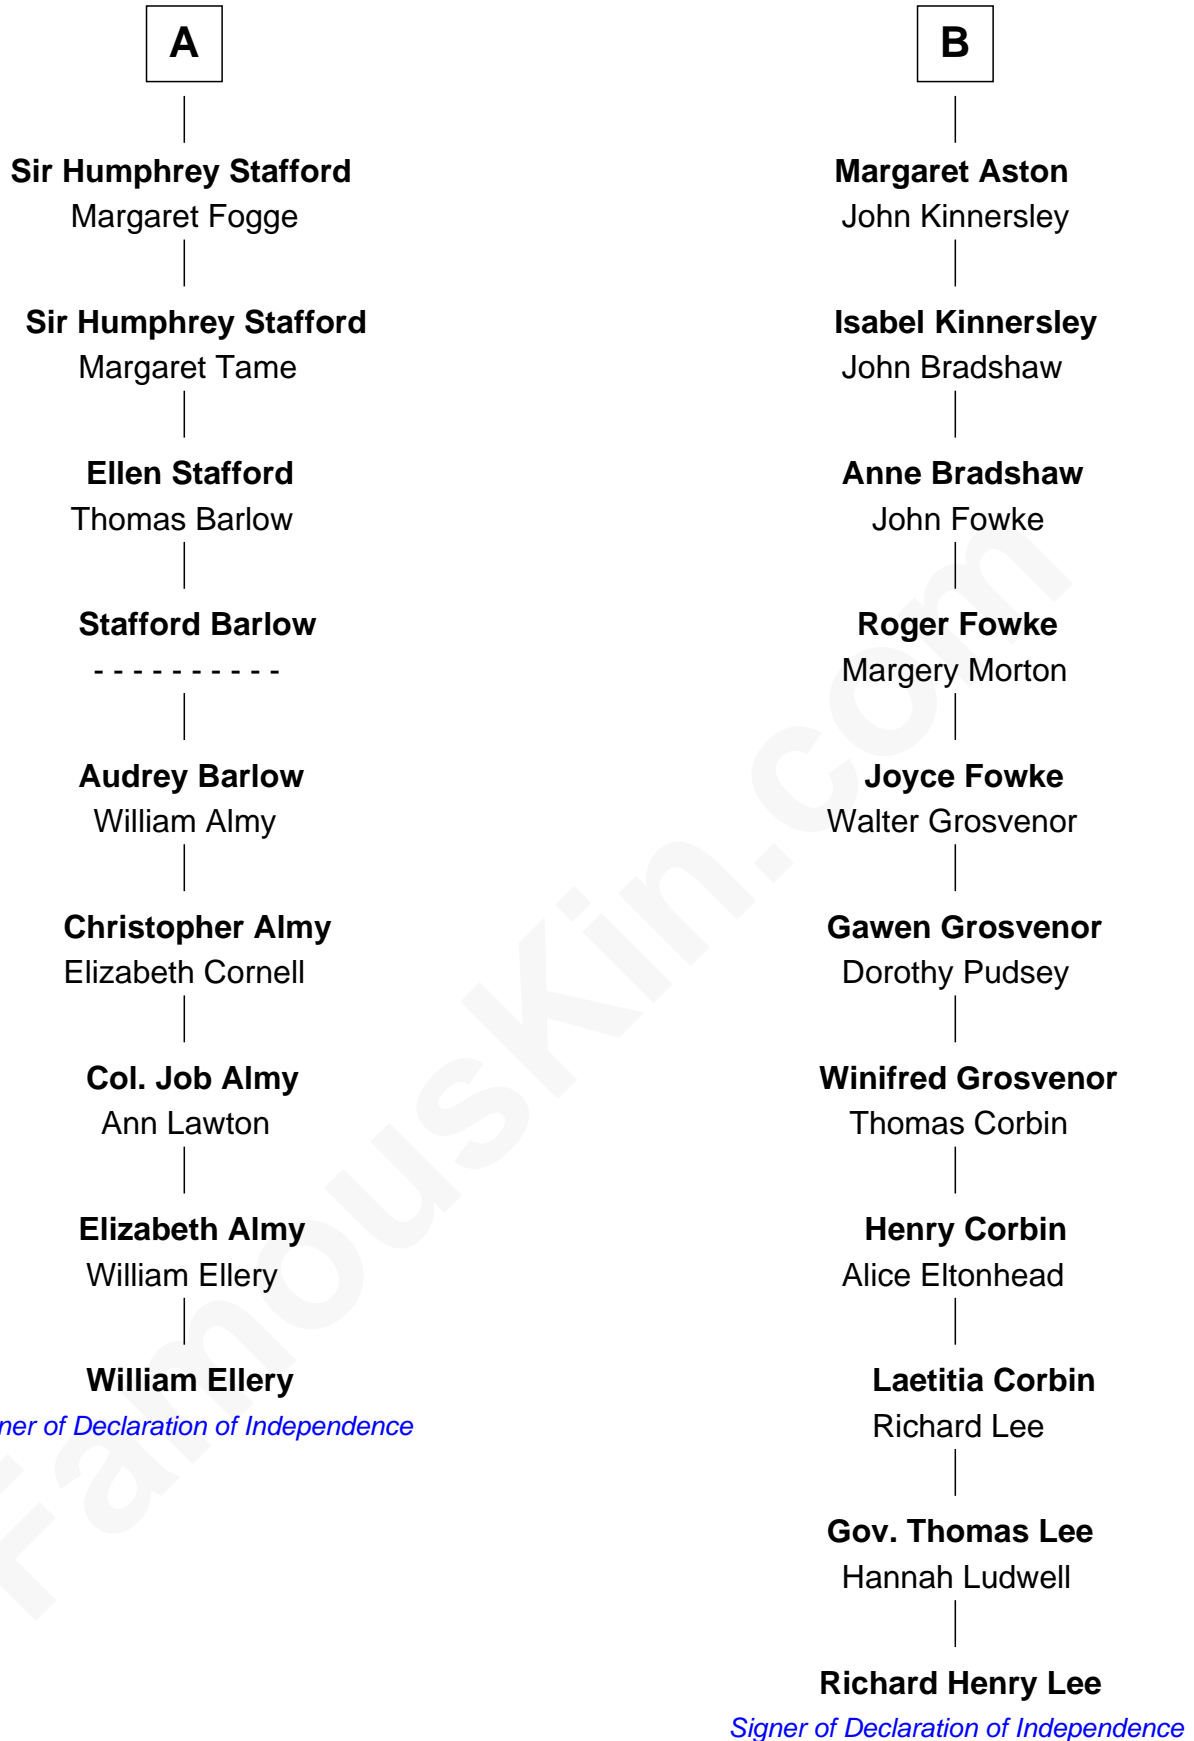 A
Sir Humphrey Stafford
Margaret Fogge
Sir Humphrey Stafford
Margaret Tame
Ellen Stafford
Thomas Barlow
Stafford Barlow
- - - - - - - - - -
Audrey Barlow
William Almy
Christopher Almy
Elizabeth Cornell
Col. Job Almy
Ann Lawton
Elizabeth Almy
William Ellery
William Ellery
ner of Declaration of Independence
B
Margaret Aston
John Kinnersley
Isabel Kinnersley
John Bradshaw
Anne Bradshaw
John Fowke
Roger Fowke
Margery Morton
Joyce Fowke
Walter Grosvenor
Gawen Grosvenor
Dorothy Pudsey
Winifred Grosvenor
Thomas Corbin
Henry Corbin
Alice Eltonhead
Laetitia Corbin
Richard Lee
Gov. Thomas Lee
Hannah Ludwell
Richard Henry Lee
Signer of Declaration of Independence
FamousKin.com